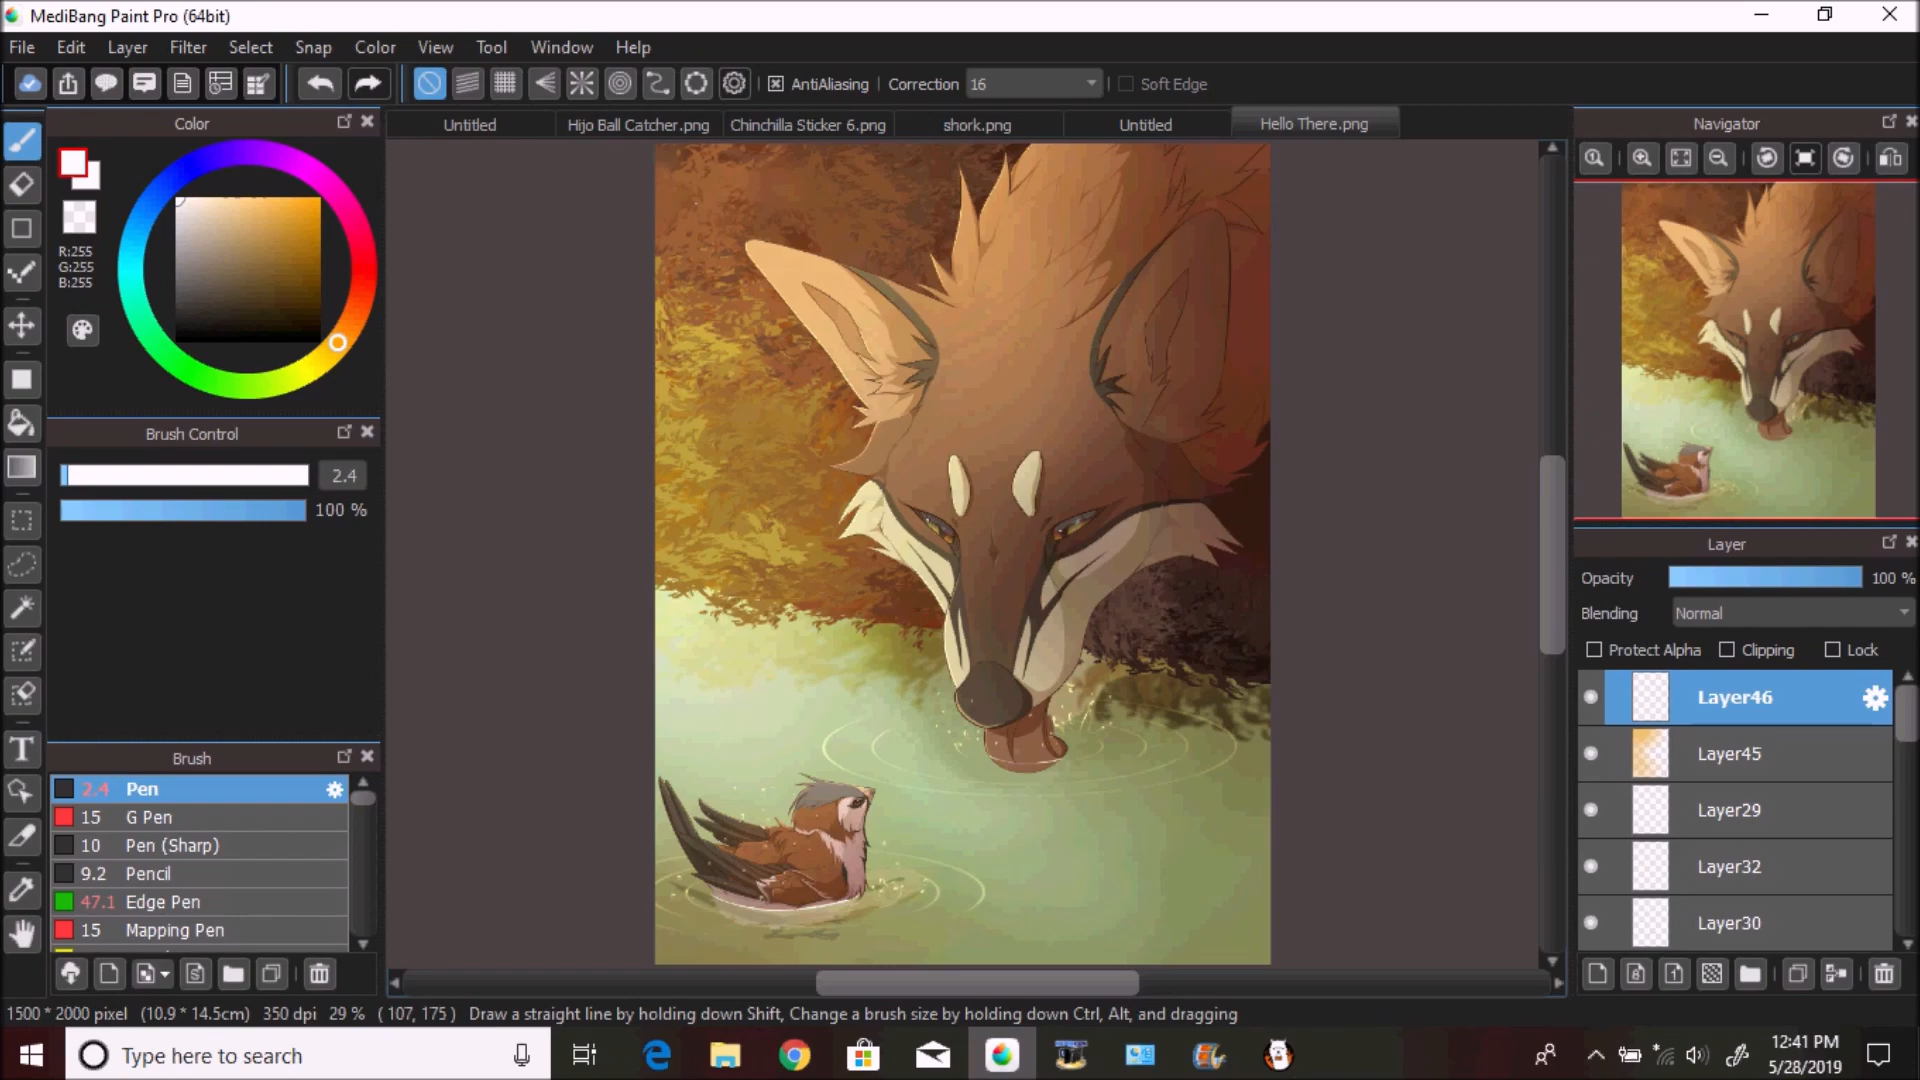 MediBang Paint Pro (64bit)
File Edit Layer Filter Select Snap Color View Tool Window Help
AntiAliasing Correction 16 Soft Edge
Color
R:255
G:255
B:255
Brush Control
2.4
100 %
Brush
2.4 Pen
15 G Pen
10 Pen (Sharp)
9.2 Pencil
47.1 Edge Pen
15 Mapping Pen
Untitled Hijo Ball Catcher.png Chinchilla Sticker 6.png shork.png Untitled Hello There.png
Navigator
Layer
Opacity 100 %
Blending Normal
Protect Alpha Clipping Lock
Layer46
Layer45
Layer29
Layer32
Layer30
1500 * 2000 pixel (10.9 * 14.5cm) 350 dpi 29 % ( 107, 175 ) Draw a straight line by holding down Shift, Change a brush size by holding down Ctrl, Alt, and dragging
Type here to search
12:41 PM
5/28/2019